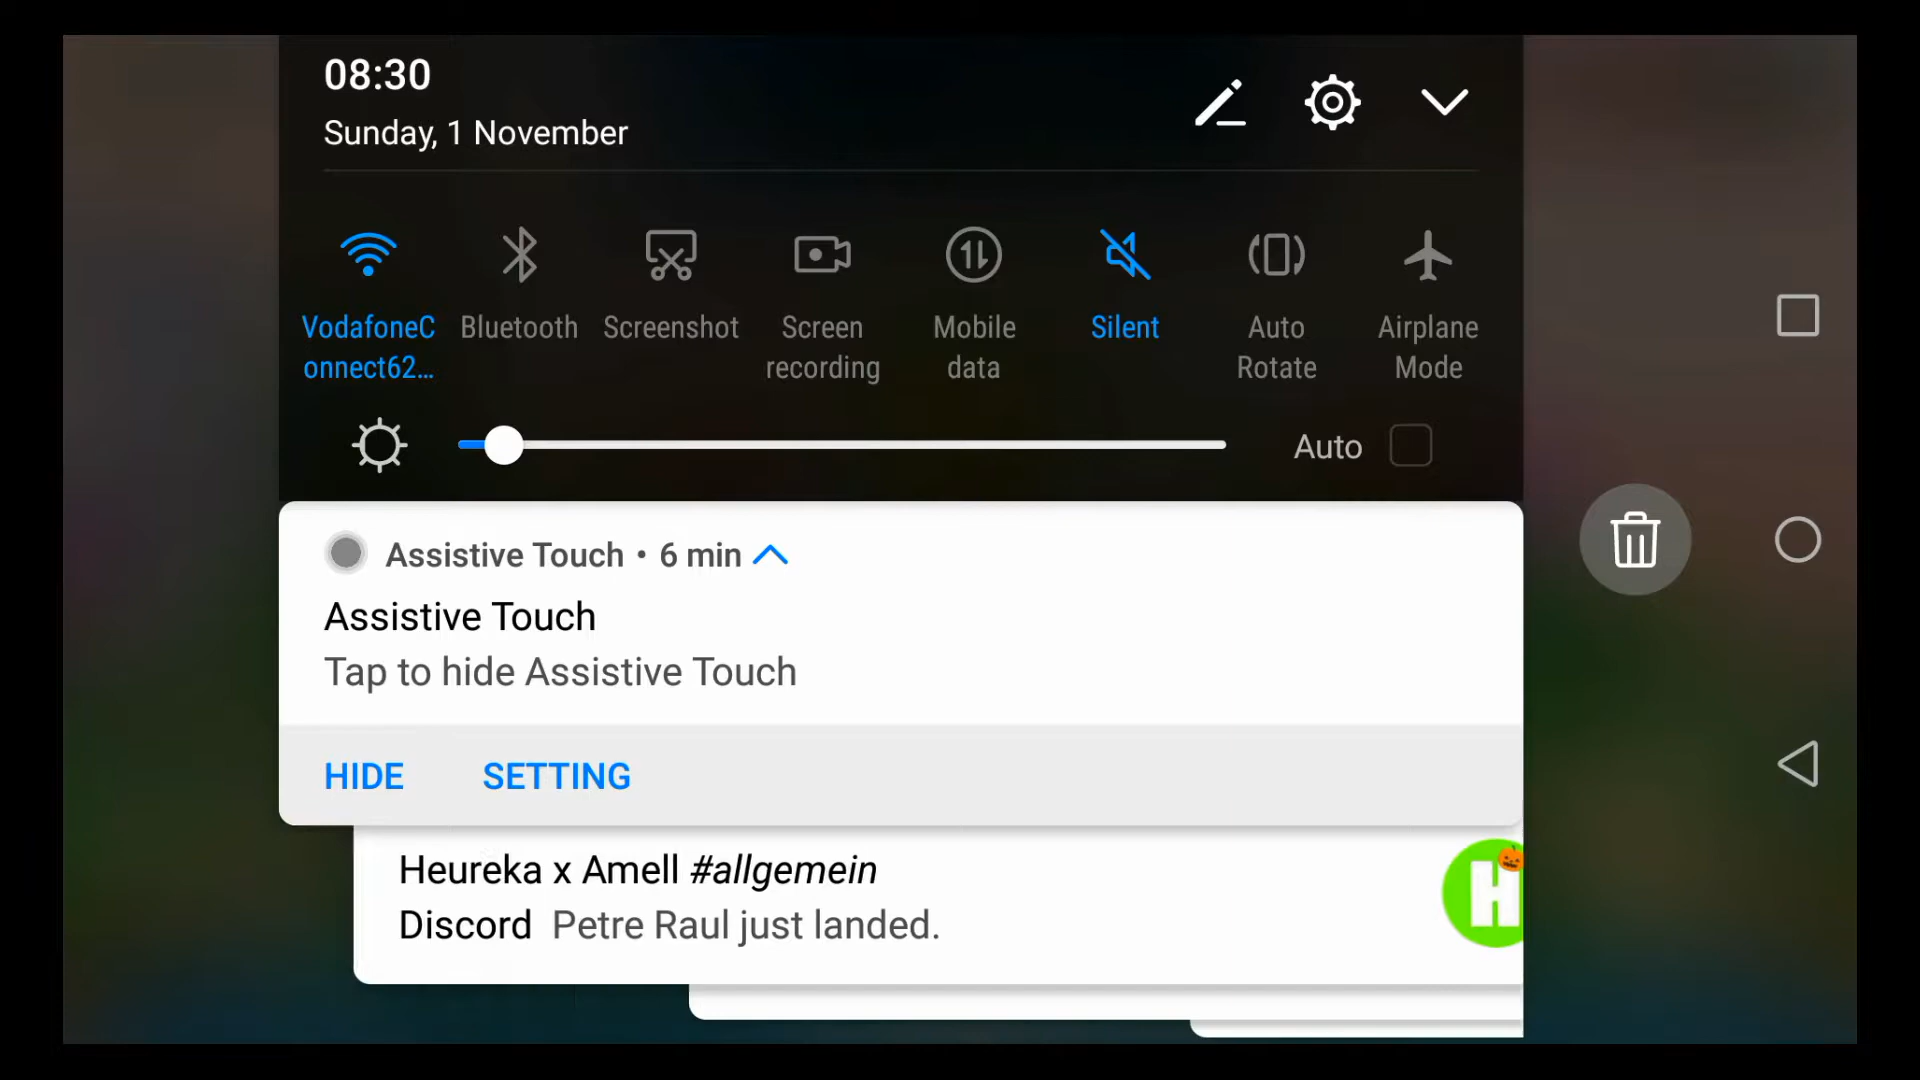 08:30
Sunday, 1 November
VodafoneC
onnect62...
Bluetooth
Screenshot
Screen
recording
Mobile
data
Silent
Auto
Rotate
Airplane
Mode
Auto
Assistive Touch • 6 min
Assistive Touch
Tap to hide Assistive Touch
HIDE SETTING
Heureka x Amell #allgemein
Discord Petre Raul just landed.
H